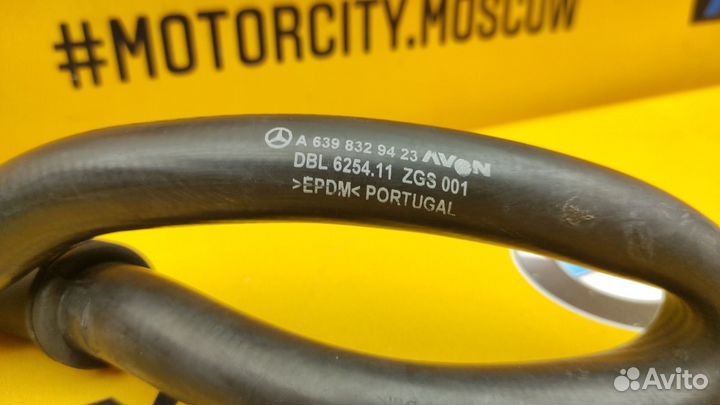 #MOTORCITY.MOSCOW
A 639 832 94 23 AVON
DBL 6254.11 ZGS 001
>EPDM< PORTUGAL
Avito